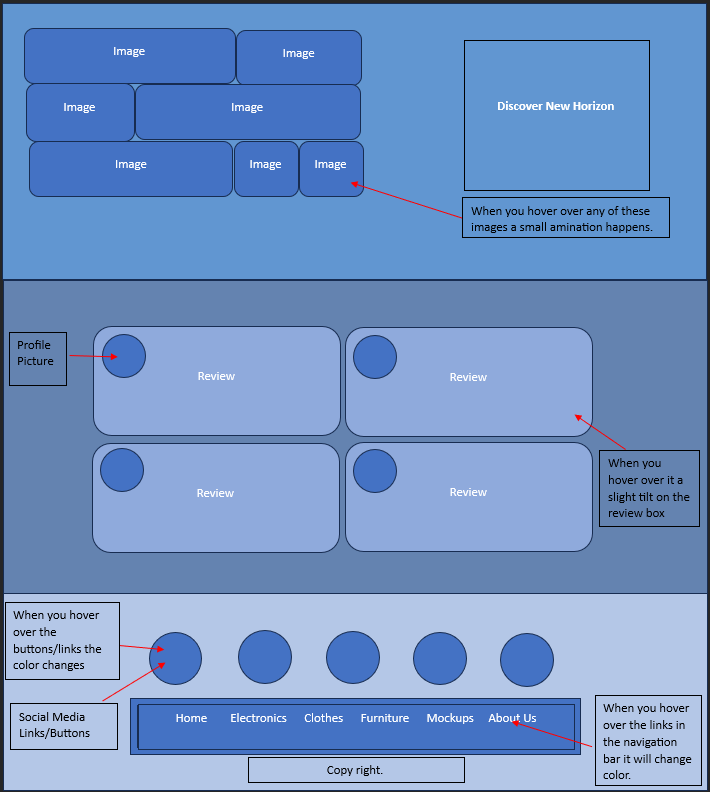 Image
Image
Image
Image
Image
Image
Image
Discover New Horizon
When you hover over any of these
images a small amination happens.
Profile
Picture
Review
Review
Review
Review
When you
hover over it a
slight tilt on the
review box
When you hover
over the
buttons/links the
color changes
Social Media
Links/Buttons
Home Electronics Clothes Furniture Mockups About Us
When you hover
over the links in
the navigation
bar it will change
color.
Copy right.